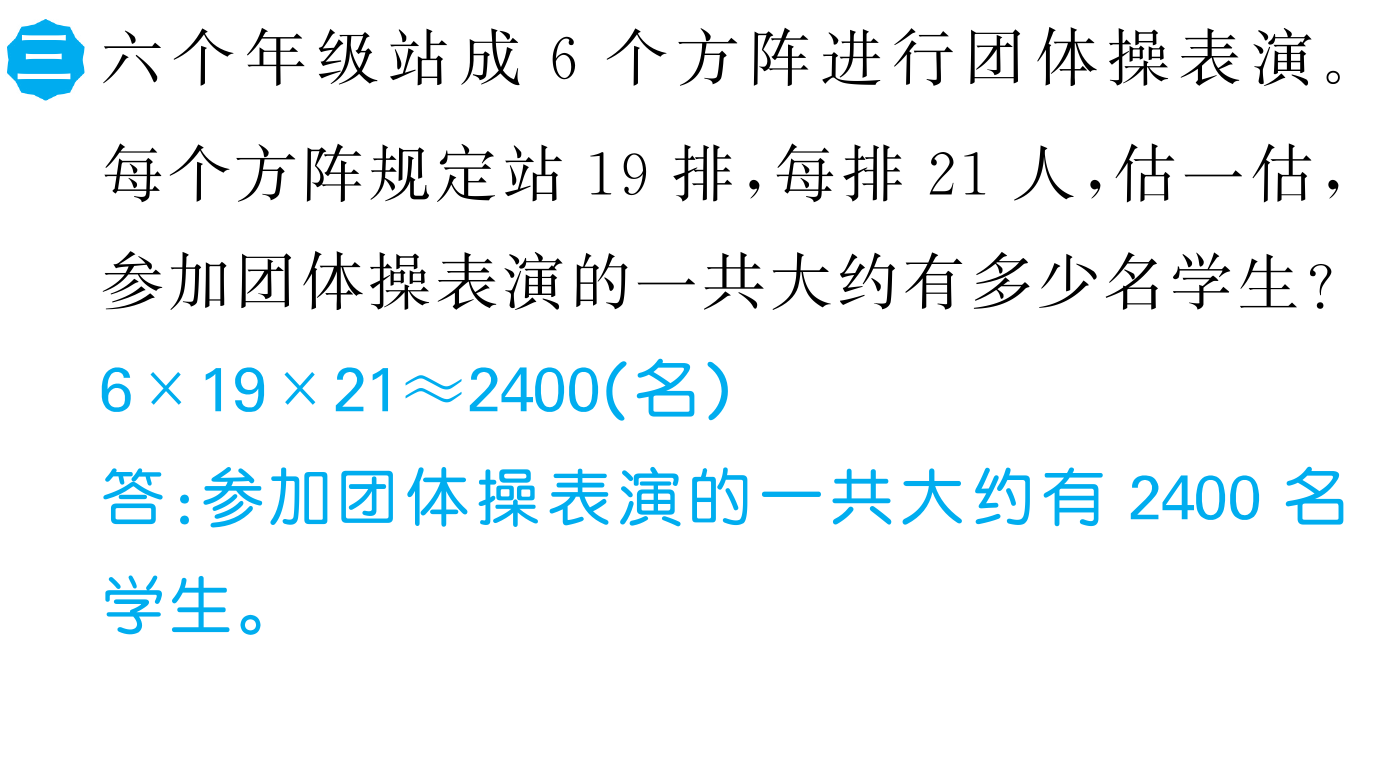 三 六个年级站成 6 个方阵进行团体操表演。
每个方阵规定站 19 排,每排 21 人,估一估,
参加团体操表演的一共大约有多少名学生?
6×19×21≈2400(名)
答:参加团体操表演的一共大约有 2400 名
学生。